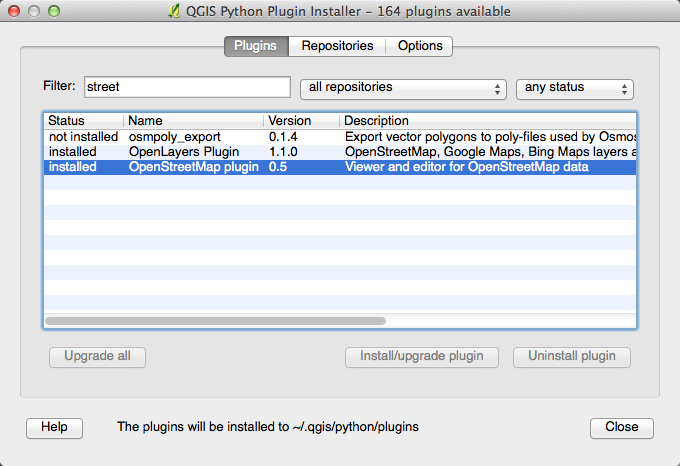 QGIS Python Plugin Installer – 164 plugins available
Plugins Repositories Options
Filter: street all repositories any status
Status Name Version Description
not installed osmpoly_export 0.1.4 Export vector polygons to poly-files used by Osmos
installed OpenLayers Plugin 1.1.0 OpenStreetMap, Google Maps, Bing Maps layers a
installed OpenStreetMap plugin 0.5 Viewer and editor for OpenStreetMap data
Upgrade all Install/upgrade plugin Uninstall plugin
Help The plugins will be installed to ~/.qgis/python/plugins Close